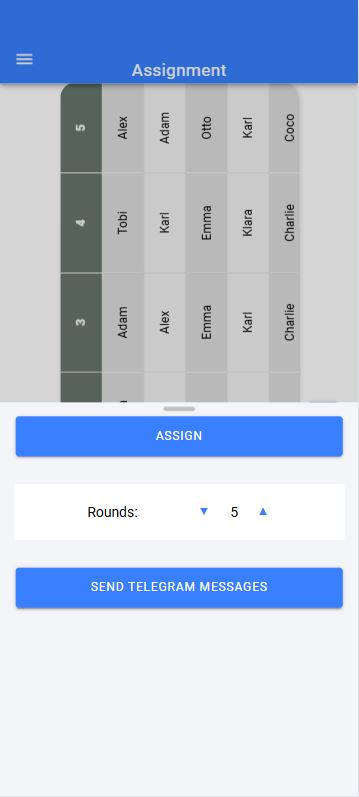 Assignment
5 Alex Adam Otto Karl Coco
4 Tobi Karl Emma Klara Charlie
3 Adam Alex Emma Karl Charlie
ASSIGN
Rounds: 5
SEND TELEGRAM MESSAGES